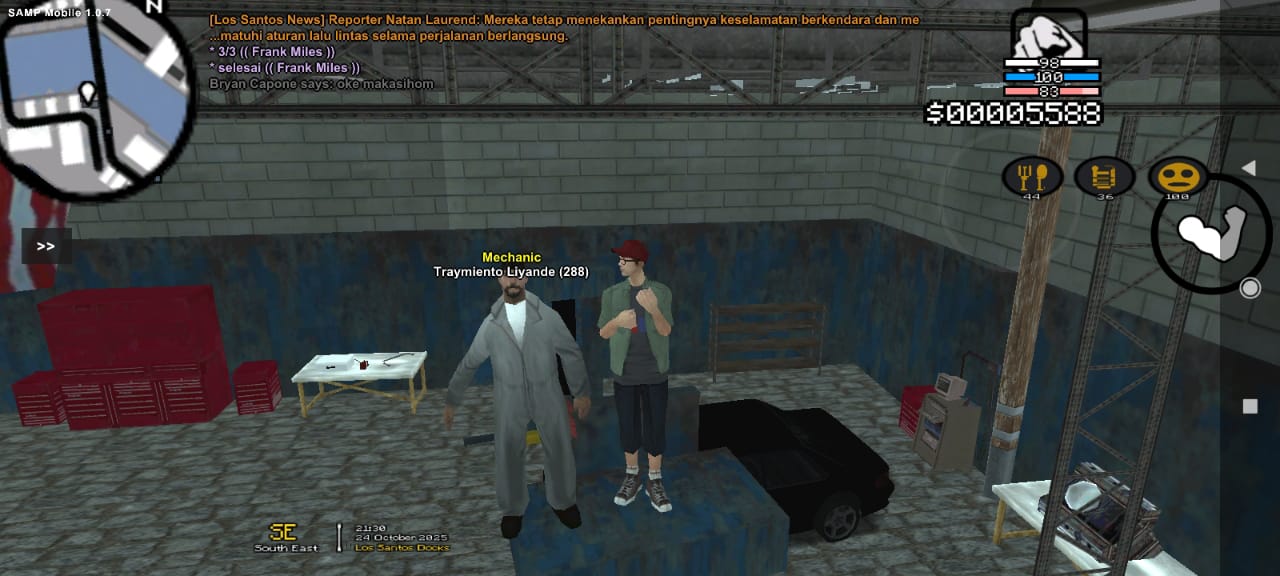 SAMP Mobile 1.0.7
N
[Los Santos News] Reporter Natan Laurend: Mereka tetap menekankan pentingnya keselamatan berkendara dan me
...matuhi aturan lalu lintas selama perjalanan berlangsung.
* 3/3 (( Frank Miles ))
* selesai (( Frank Miles ))
Bryan Capone says: oke makasihom
98
100
83
$00005588
44
36
100
>>
Mechanic
Traymiento Liyande (288)
SE
South East
21:30
24 October 2025
Los Santos Docks